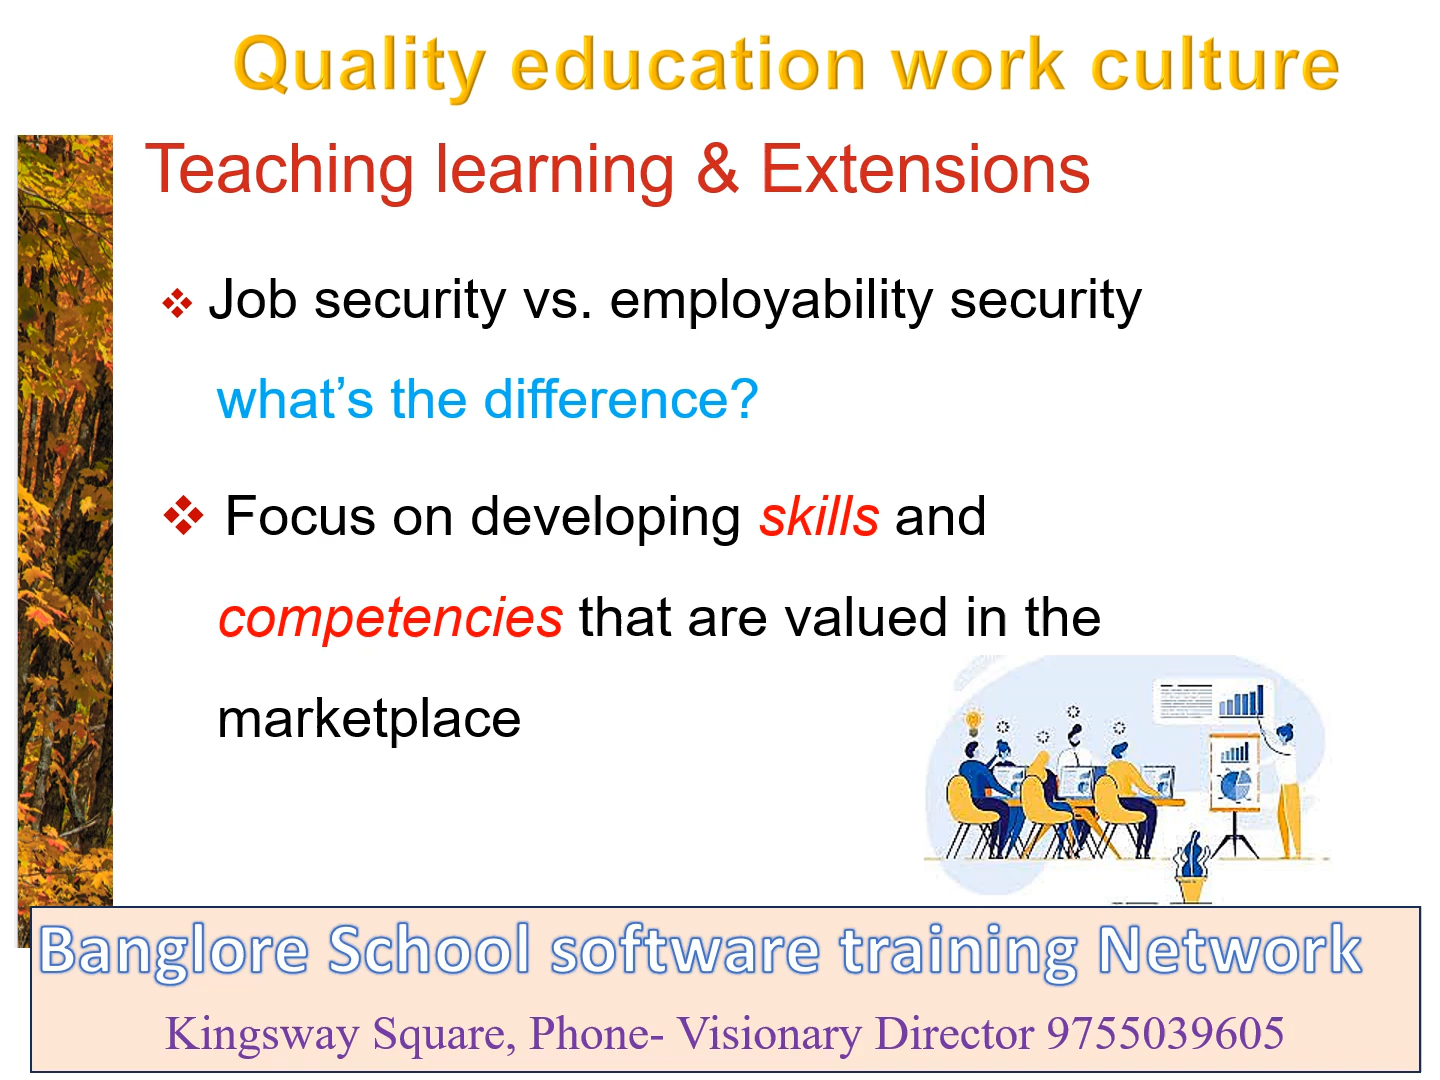 Quality education work culture
Teaching learning & Extensions
❖ Job security vs. employability security
what’s the difference?
❖ Focus on developing skills and
competencies that are valued in the
marketplace
Banglore School software training Network
Kingsway Square, Phone- Visionary Director 9755039605